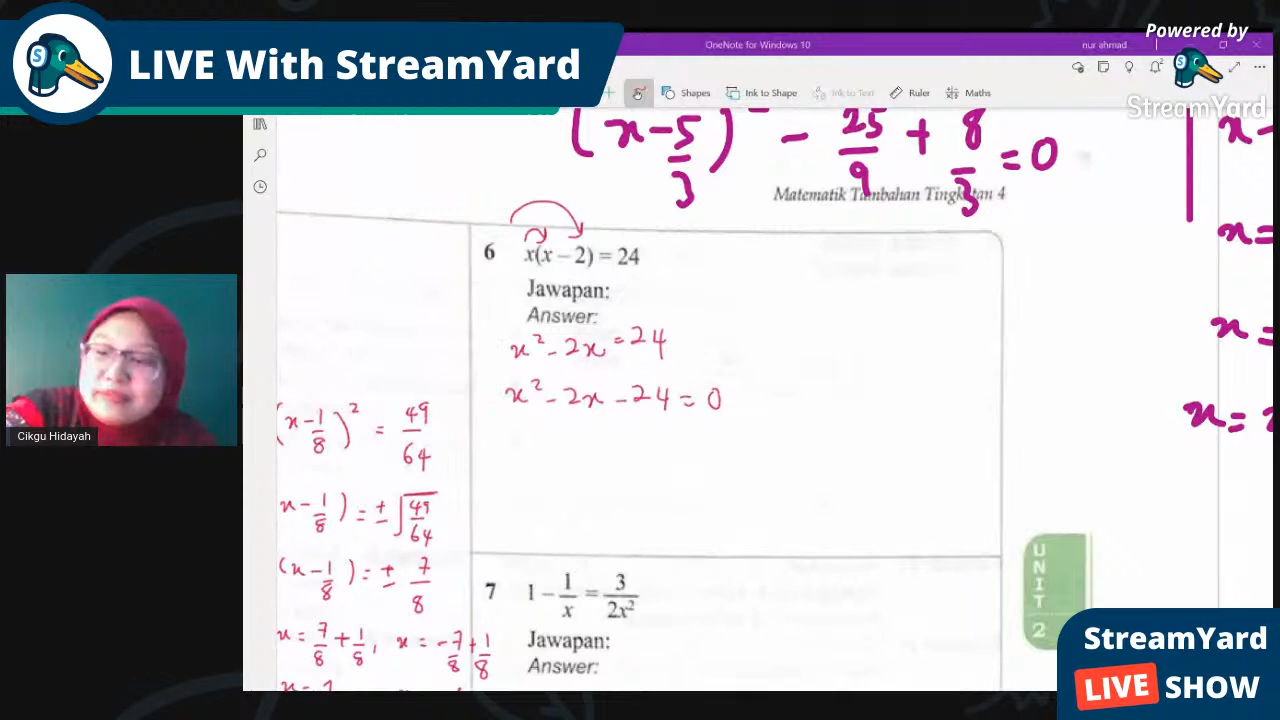 LIVE With StreamYard
Powered by
StreamYard
OneNote for Windows 10
nur ahmad
Shapes
Ink to Shape
Ink to Text
Ruler
Maths
(x - 5/3)² - 25/9 + 8/3 = 0
Matematik Tambahan Tingkatan 4
x -
x =
x =
x =
6 x(x – 2) = 24
Jawapan:
Answer:
x² - 2x = 24
x² - 2x - 24 = 0
(x - 1/8)² = 49/64
x - 1/8) = ± √49/64
(x - 1/8) = ± 7/8
x = 7/8 + 1/8, x = -7/8 + 1/8
7 1 – 1/x = 3/2x²
Jawapan:
Answer:
UNIT
2
Cikgu Hidayah
StreamYard
LIVE SHOW